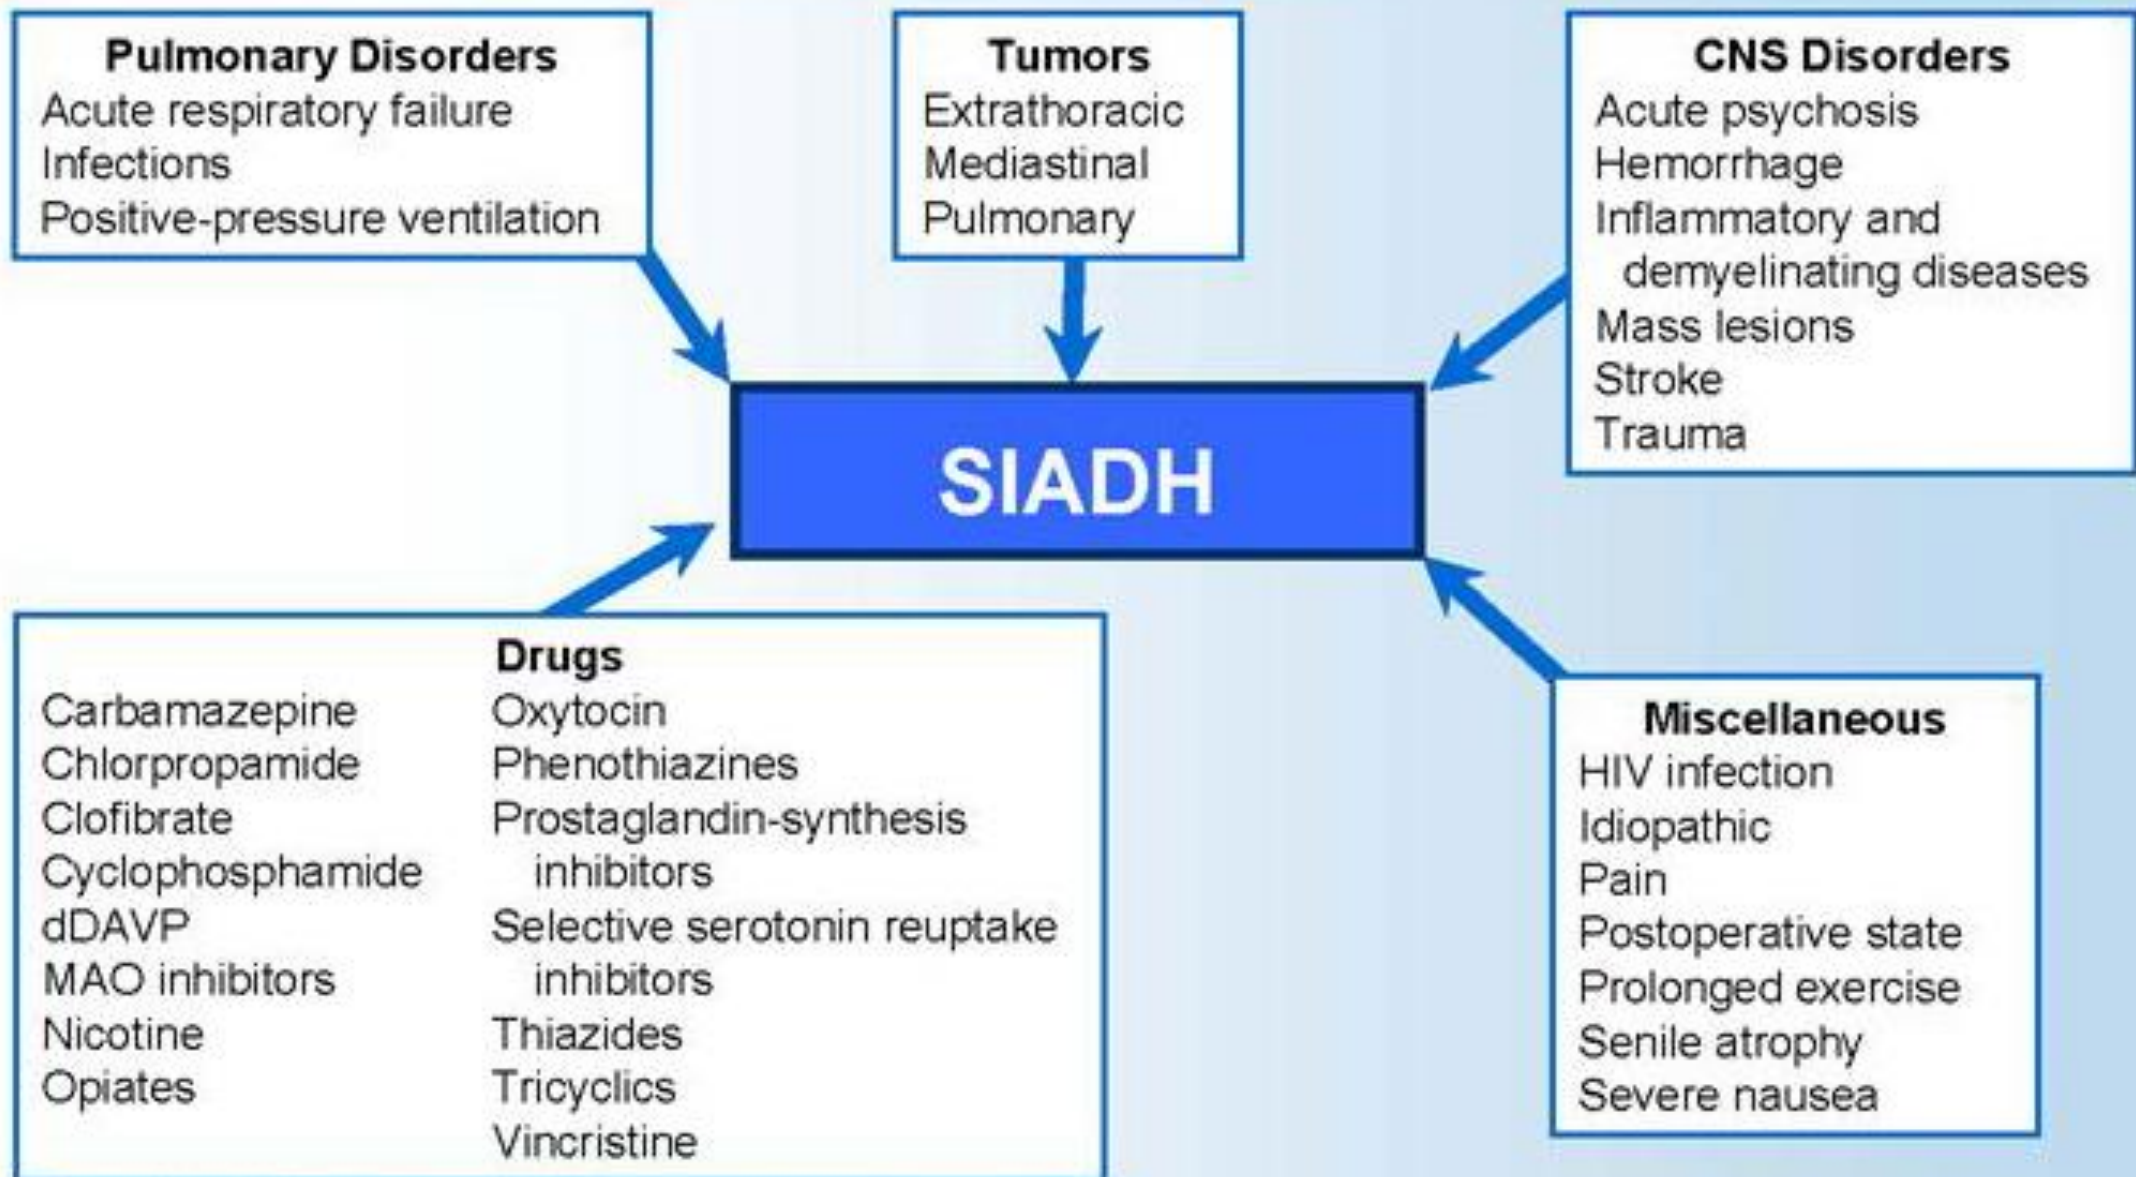 Pulmonary Disorders
Acute respiratory failure
Infections
Positive-pressure ventilation
Tumors
Extrathoracic
Mediastinal
Pulmonary
CNS Disorders
Acute psychosis
Hemorrhage
Inflammatory and
demyelinating diseases
Mass lesions
Stroke
Trauma
SIADH
Drugs
Carbamazepine
Chlorpropamide
Clofibrate
Cyclophosphamide
dDAVP
MAO inhibitors
Nicotine
Opiates
Oxytocin
Phenothiazines
Prostaglandin-synthesis
inhibitors
Selective serotonin reuptake
inhibitors
Thiazides
Tricyclics
Vincristine
Miscellaneous
HIV infection
Idiopathic
Pain
Postoperative state
Prolonged exercise
Senile atrophy
Severe nausea